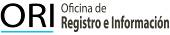 ORI Oficina de
Registro e Información